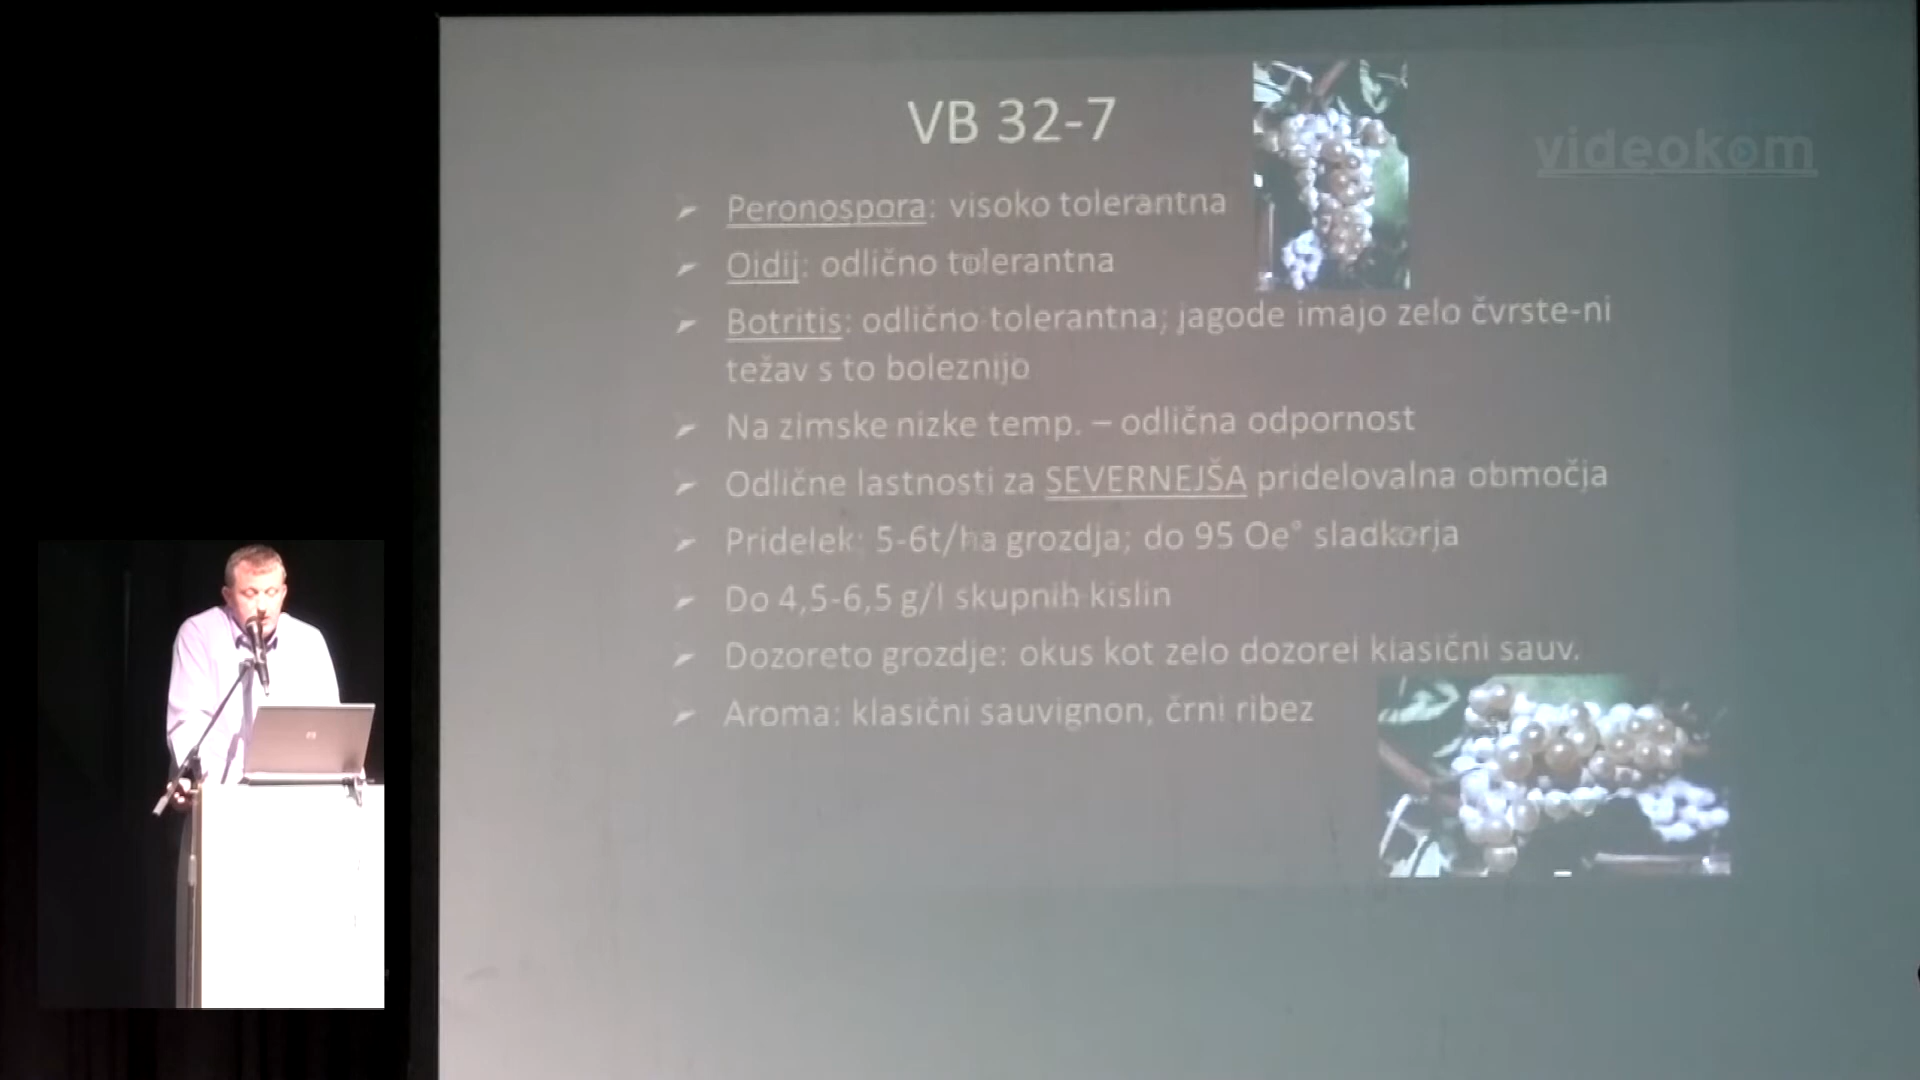 VB 32-7
videokom
Peronospora: visoko tolerantna
Oidij: odlično tolerantna
Botritis: odlično tolerantna; jagode imajo zelo čvrste-ni
težav s to boleznijo
Na zimske nizke temp. – odlična odpornost
Odlične lastnosti za SEVERNEJŠA pridelovalna območja
Pridelek: 5-6t/ha grozdja; do 95 Oe° sladkorja
Do 4,5-6,5 g/l skupnih kislin
Dozoreto grozdje: okus kot zelo dozorel klasični sauv.
Aroma: klasični sauvignon, črni ribez